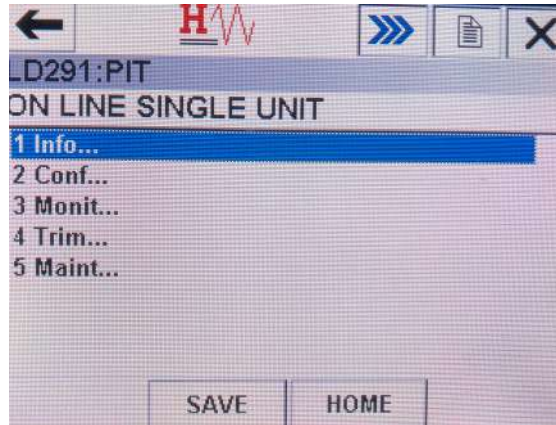 H
LD291:PIT
ON LINE SINGLE UNIT
1 Info...
2 Conf...
3 Monit...
4 Trim...
5 Maint...
SAVE HOME